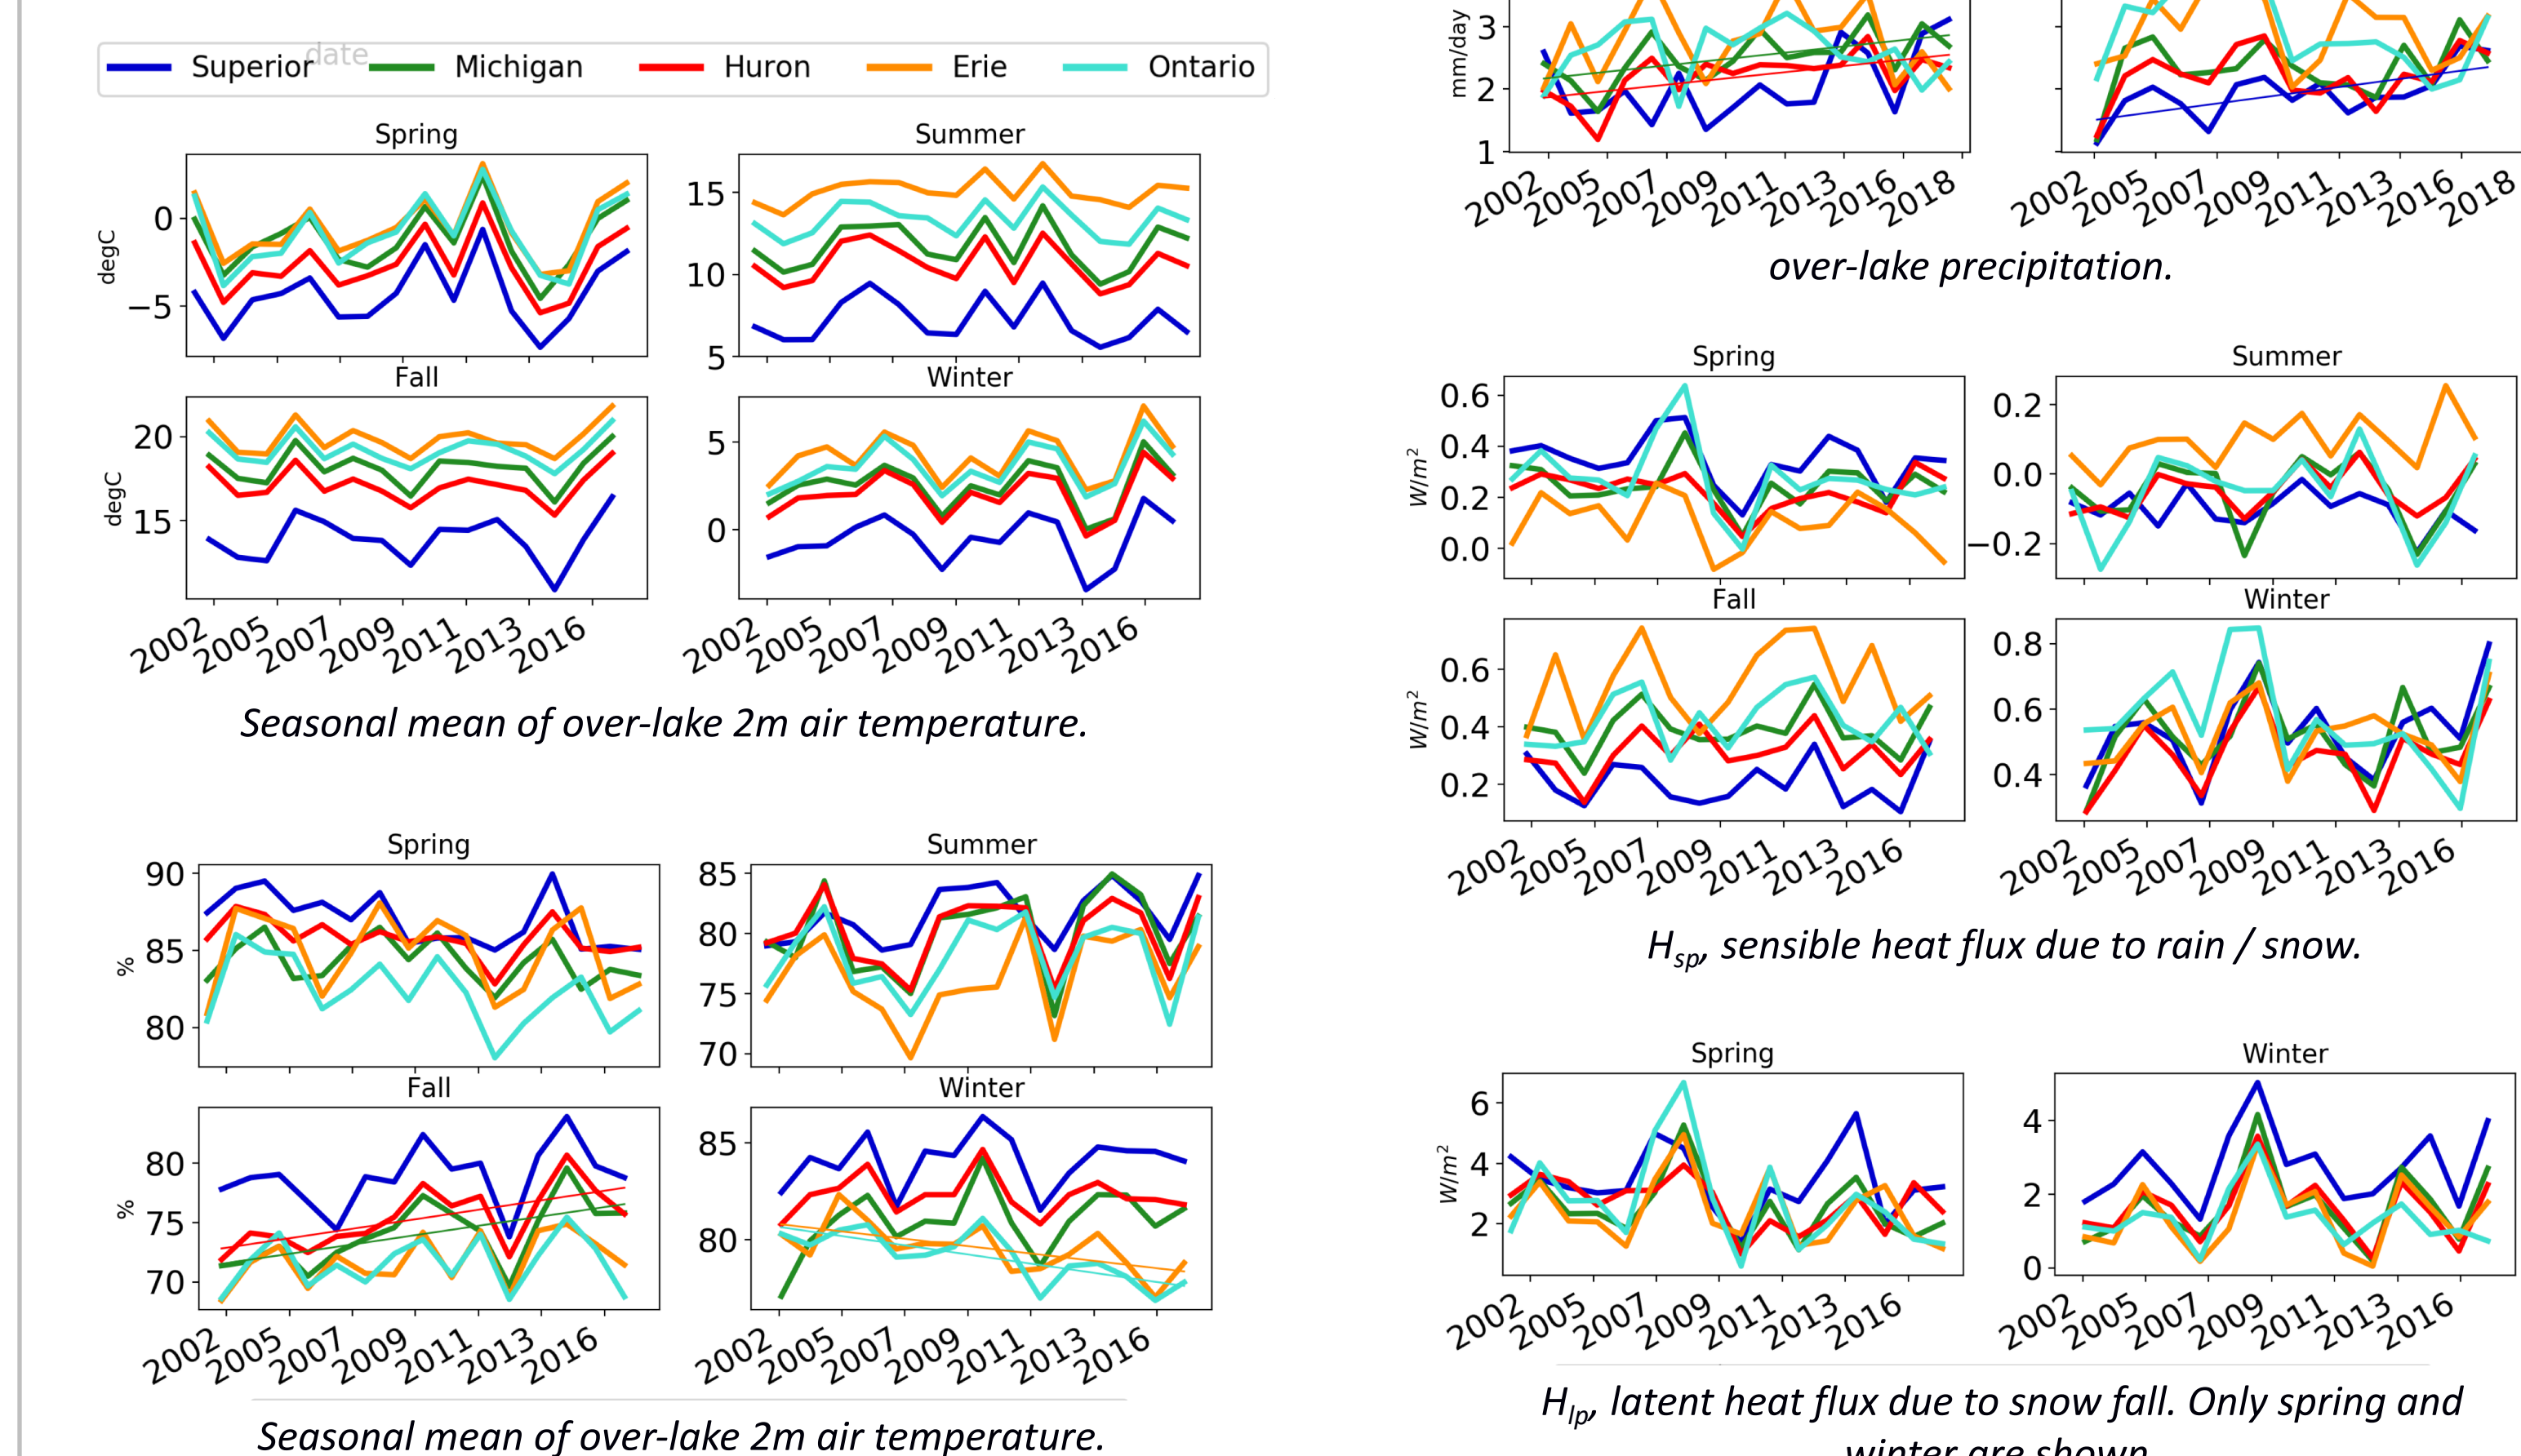 date
Superior Michigan Huron Erie Ontario
Spring Summer
degC
0
−5
15
10
5
Fall Winter
degC
20
15
5
0
2002 2005 2007 2009 2011 2013 2016
2002 2005 2007 2009 2011 2013 2016
Seasonal mean of over-lake 2m air temperature.
Spring Summer
%
90
85
80
85
80
75
70
Fall Winter
%
80
75
70
85
80
2002 2005 2007 2009 2011 2013 2016
2002 2005 2007 2009 2011 2013 2016
Seasonal mean of over-lake 2m air temperature.
mm/day
3
2
1
2002 2005 2007 2009 2011 2013 2016 2018
2002 2005 2007 2009 2011 2013 2016 2018
over-lake precipitation.
Spring Summer
W/m²
0.6
0.4
0.2
0.0
0.2
0.0
−0.2
Fall Winter
W/m²
0.6
0.4
0.2
0.8
0.6
0.4
2002 2005 2007 2009 2011 2013 2016
2002 2005 2007 2009 2011 2013 2016
Hsp, sensible heat flux due to rain / snow.
Spring Winter
W/m²
6
4
2
4
2
0
2002 2005 2007 2009 2011 2013 2016
2002 2005 2007 2009 2011 2013 2016
Hlp, latent heat flux due to snow fall. Only spring and
winter are shown